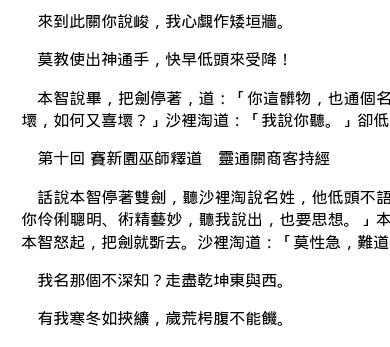 來到此關你說峻，我心覷作矮垣牆。
莫教使出神通手，快早低頭來受降！
本智說畢，把劍停著，道：「你這髒物，也通個名
壞，如何又喜壞？」沙裡淘道：「我說你聽。」卻低
第十回 賽新園巫師釋道　靈通關商客持經
話說本智停著雙劍，聽沙裡淘說名姓，他低頭不語
你伶俐聰明、術精藝妙，聽我說出，也要思想。」本
本智怒起，把劍就斲去。沙裡淘道：「莫性急，難道
我名那個不深知？走盡乾坤東與西。
有我寒冬如挾纊，歲荒枵腹不能饑。